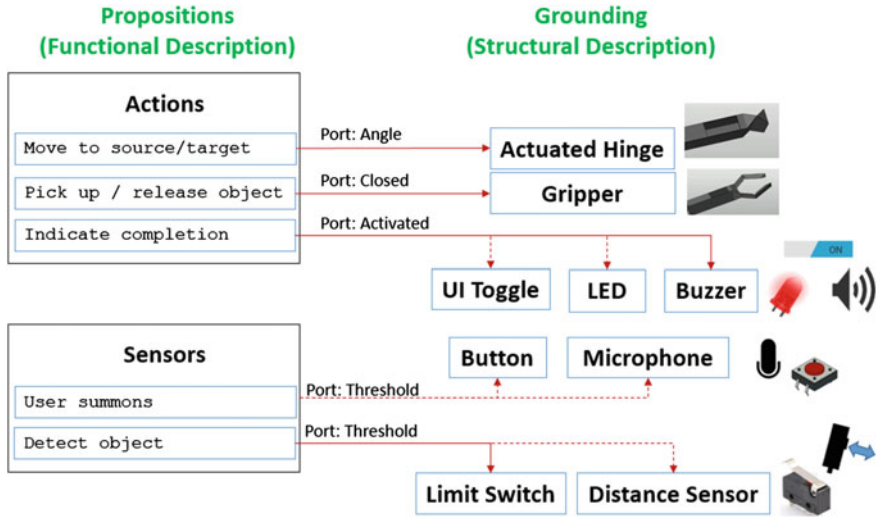 Propositions
(Functional Description)
Grounding
(Structural Description)
Actions
Move to source/target
Port: Angle
Actuated Hinge
Pick up / release object
Port: Closed
Gripper
Indicate completion
Port: Activated
ON
UI Toggle
LED
Buzzer
Sensors
Button
Microphone
User summons
Port: Threshold
Detect object
Port: Threshold
Limit Switch
Distance Sensor